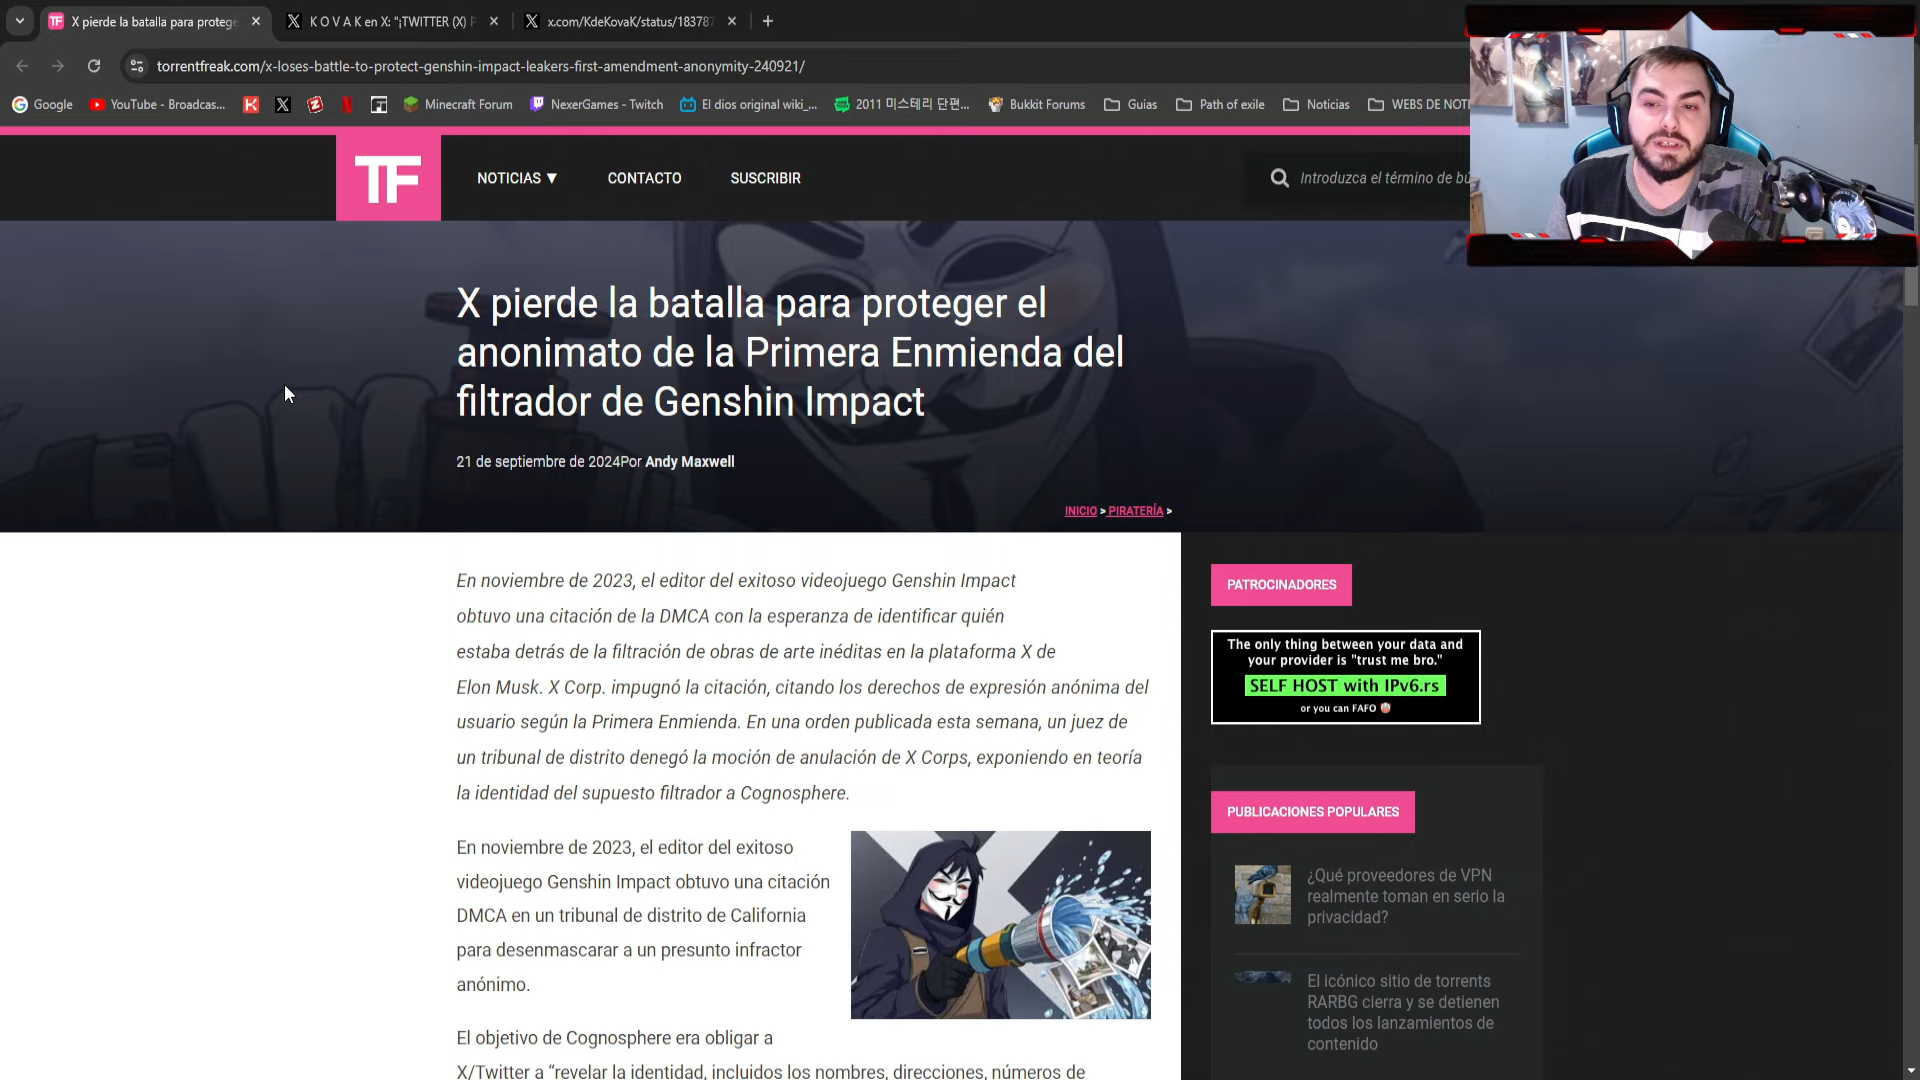 X pierde la batalla para protege
K O V A K en X: "¡TWITTER (X) P
x.com/KdeKovaK/status/18378
torrentfreak.com/x-loses-battle-to-protect-genshin-impact-leakers-first-amendment-anonymity-240921/
Google
YouTube - Broadcas...
Minecraft Forum
NexerGames - Twitch
El dios original wiki_...
2011 미스테리 단편...
Bukkit Forums
Guias
Path of exile
Noticias
WEBS DE NOTI
TF
NOTICIAS ▼
CONTACTO
SUSCRIBIR
Introduzca el término de bú
X pierde la batalla para proteger el
anonimato de la Primera Enmienda del
filtrador de Genshin Impact
21 de septiembre de 2024Por Andy Maxwell
INICIO > PIRATERÍA >
En noviembre de 2023, el editor del exitoso videojuego Genshin Impact
obtuvo una citación de la DMCA con la esperanza de identificar quién
estaba detrás de la filtración de obras de arte inéditas en la plataforma X de
Elon Musk. X Corp. impugnó la citación, citando los derechos de expresión anónima del
usuario según la Primera Enmienda. En una orden publicada esta semana, un juez de
un tribunal de distrito denegó la moción de anulación de X Corps, exponiendo en teoría
la identidad del supuesto filtrador a Cognosphere.
En noviembre de 2023, el editor del exitoso
videojuego Genshin Impact obtuvo una citación
DMCA en un tribunal de distrito de California
para desenmascarar a un presunto infractor
anónimo.
El objetivo de Cognosphere era obligar a
X/Twitter a “revelar la identidad, incluidos los nombres, direcciones, números de
PATROCINADORES
The only thing between your data and
your provider is "trust me bro."
SELF HOST with IPv6.rs
or you can FAFO
PUBLICACIONES POPULARES
¿Qué proveedores de VPN
realmente toman en serio la
privacidad?
El icónico sitio de torrents
RARBG cierra y se detienen
todos los lanzamientos de
contenido